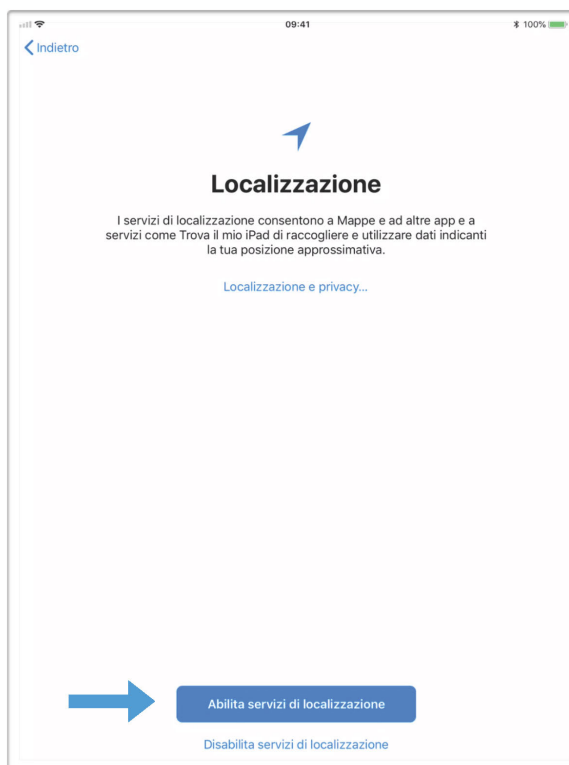 09:41
100%
Indietro
Localizzazione
I servizi di localizzazione consentono a Mappe e ad altre app e a
servizi come Trova il mio iPad di raccogliere e utilizzare dati indicanti
la tua posizione approssimativa.
Localizzazione e privacy...
Abilita servizi di localizzazione
Disabilita servizi di localizzazione